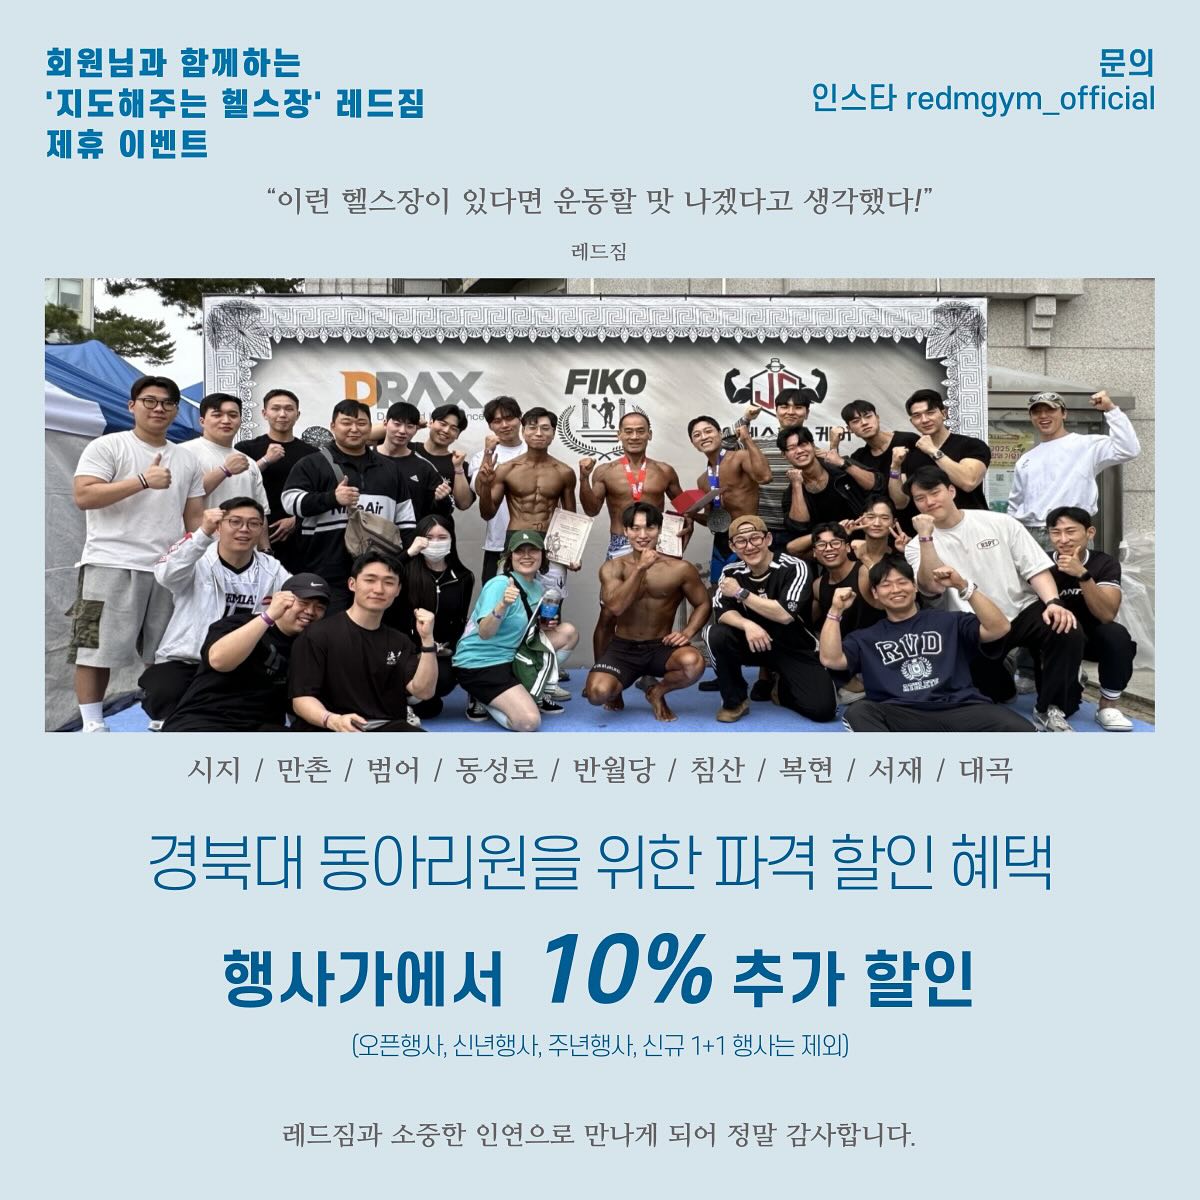 회원님과 함께하는
'지도해주는 헬스장' 레드짐
제휴 이벤트
문의
인스타 redmgym_official
“이런 헬스장이 있다면 운동할 맛 나겠다고 생각했다!”
레드짐
DRAX
FIKO
JS
NikeAir
RSPT
RVD
시지 / 만촌 / 범어 / 동성로 / 반월당 / 침산 / 복현 / 서재 / 대곡
경북대 동아리원을 위한 파격 할인 혜택
행사가에서 10% 추가 할인
(오픈행사, 신년행사, 주년행사, 신규 1+1 행사는 제외)
레드짐과 소중한 인연으로 만나게 되어 정말 감사합니다.